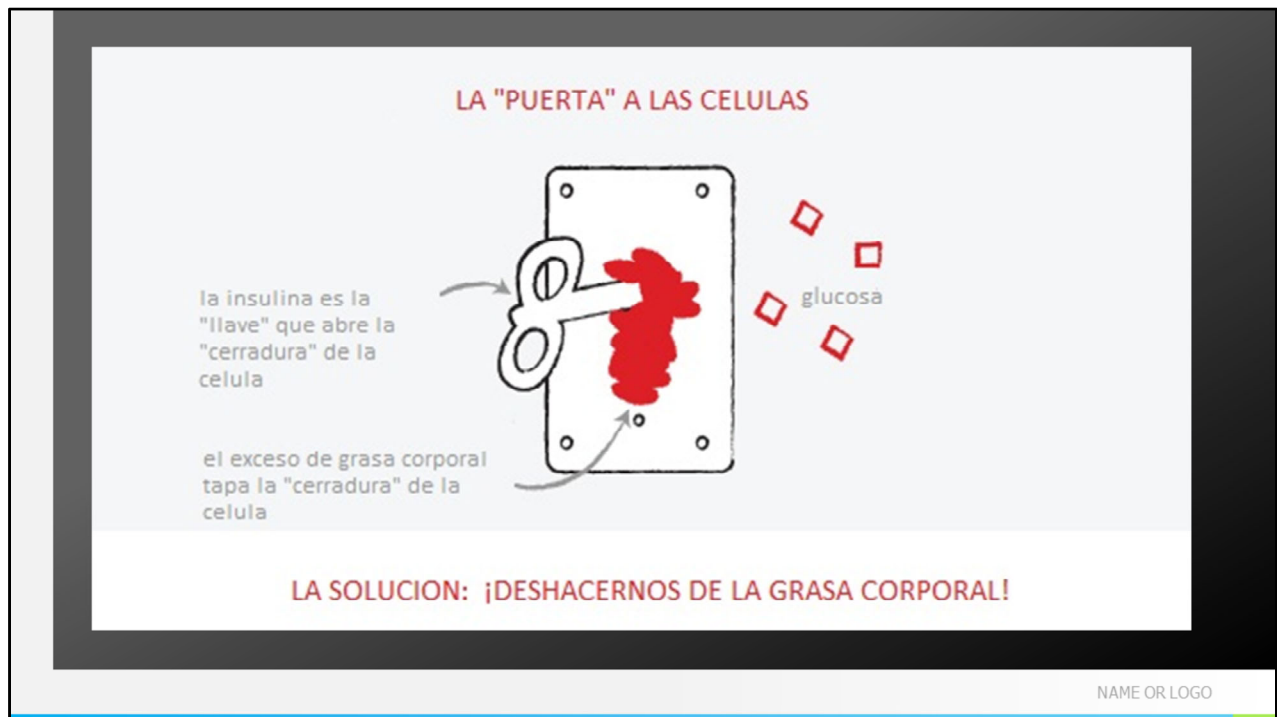 LA "PUERTA" A LAS CELULAS
la insulina es la
"llave" que abre la
"cerradura" de la
celula
glucosa
el exceso de grasa corporal
tapa la "cerradura" de la
celula
LA SOLUCION: ¡DESHACERNOS DE LA GRASA CORPORAL!
NAME OR LOGO